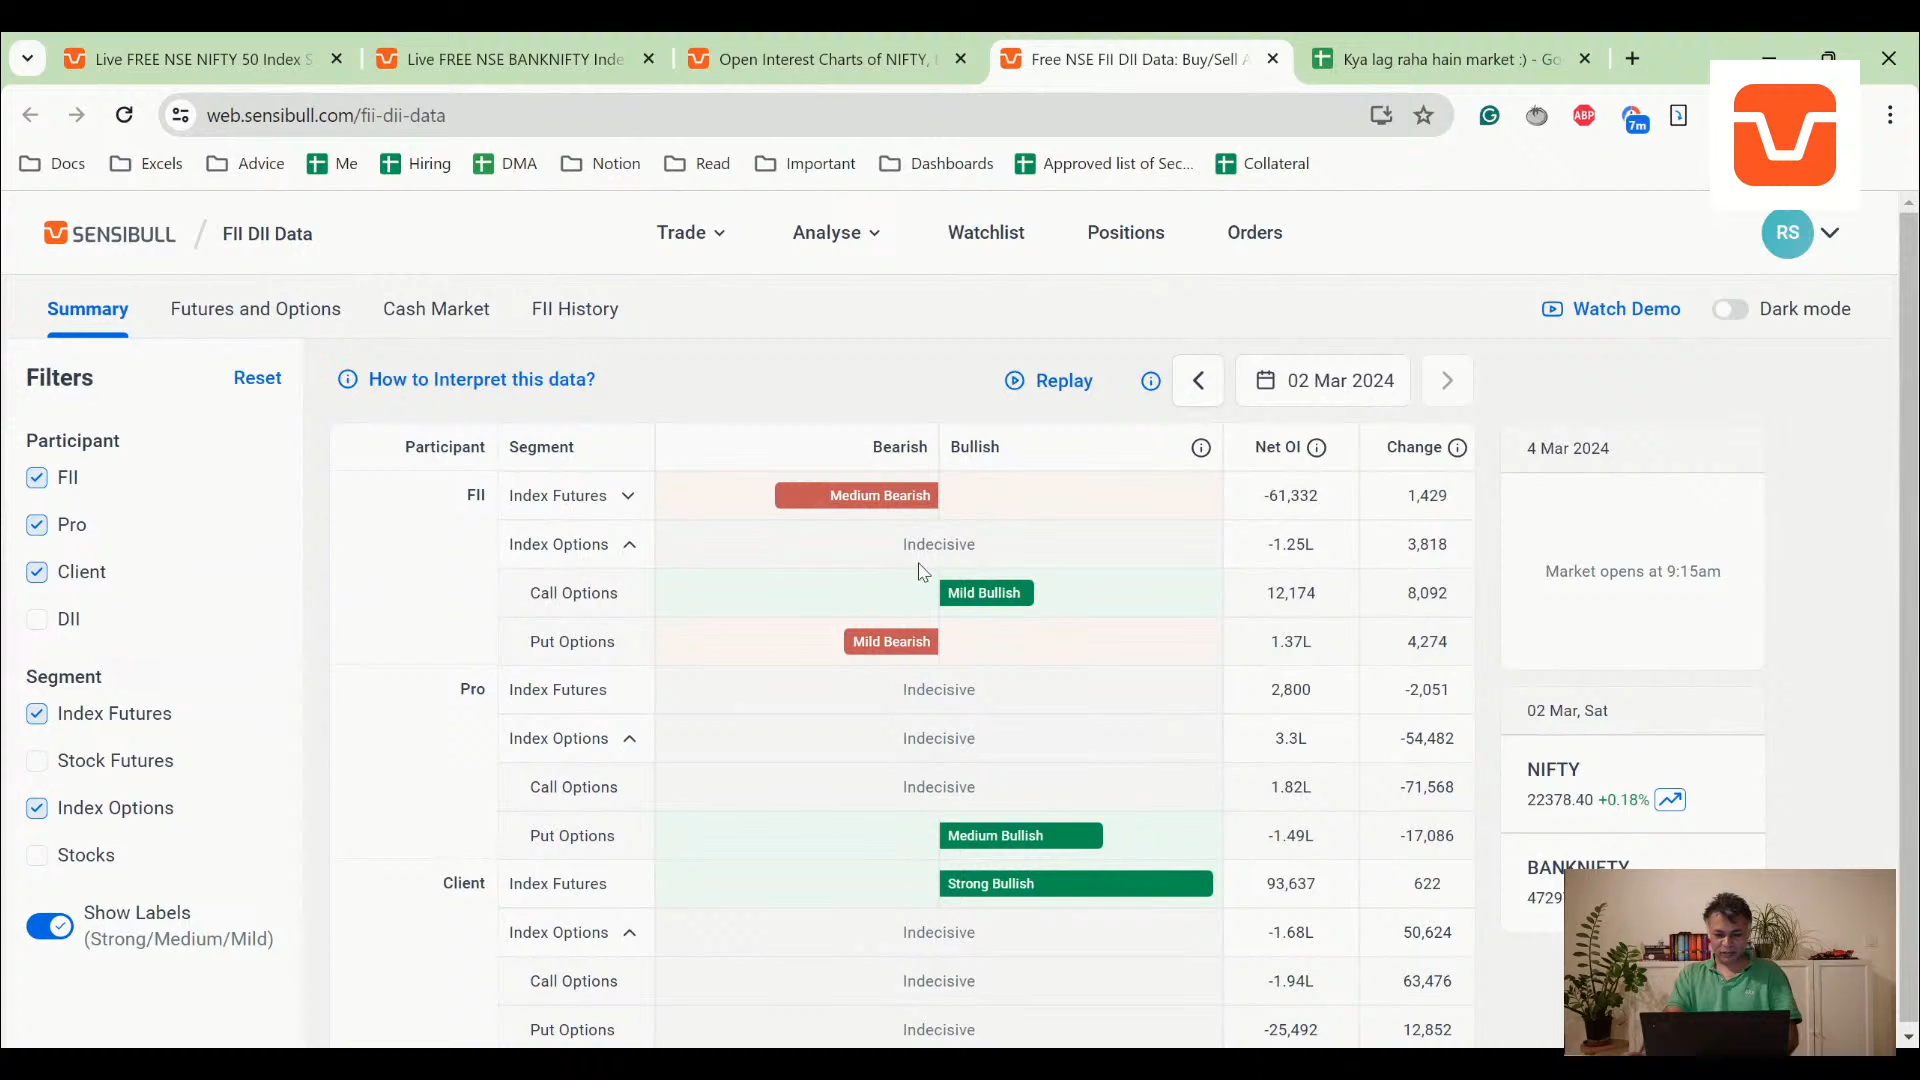 Live FREE NSE NIFTY 50 Index S
Live FREE NSE BANKNIFTY Inde
Open Interest Charts of NIFTY,
Free NSE FII DII Data: Buy/Sell A
Kya lag raha hain market :) - Go
web.sensibull.com/fii-dii-data
ABP
7m
Docs
Excels
Advice
Me
Hiring
DMA
Notion
Read
Important
Dashboards
Approved list of Sec...
Collateral
SENSIBULL / FII DII Data
Trade
Analyse
Watchlist
Positions
Orders
RS
Summary
Futures and Options
Cash Market
FII History
Watch Demo
Dark mode
Filters
Reset
How to Interpret this data?
Replay
02 Mar 2024
Participant
FII
Pro
Client
DII
Segment
Index Futures
Stock Futures
Index Options
Stocks
Show Labels
(Strong/Medium/Mild)
Participant Segment Bearish Bullish Net OI Change
FII Index Futures Medium Bearish -61,332 1,429
Index Options Indecisive -1.25L 3,818
Call Options Mild Bullish 12,174 8,092
Put Options Mild Bearish 1.37L 4,274
Pro Index Futures Indecisive 2,800 -2,051
Index Options Indecisive 3.3L -54,482
Call Options Indecisive 1.82L -71,568
Put Options Medium Bullish -1.49L -17,086
Client Index Futures Strong Bullish 93,637 622
Index Options Indecisive -1.68L 50,624
Call Options Indecisive -1.94L 63,476
Put Options Indecisive -25,492 12,852
4 Mar 2024
Market opens at 9:15am
02 Mar, Sat
NIFTY
22378.40 +0.18%
BANKNIFTY
4729